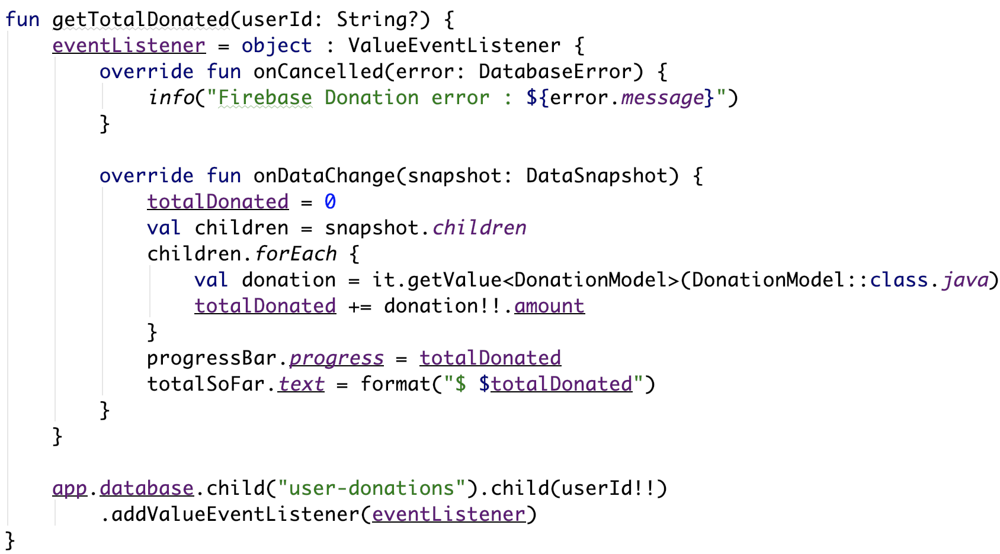 fun getTotalDonated(userId: String?) {
    eventListener = object : ValueEventListener {
        override fun onCancelled(error: DatabaseError) {
            info("Firebase Donation error : ${error.message}")
        }

        override fun onDataChange(snapshot: DataSnapshot) {
            totalDonated = 0
            val children = snapshot.children
            children.forEach {
                val donation = it.getValue<DonationModel>(DonationModel::class.java)
                totalDonated += donation!!.amount
            }
            progressBar.progress = totalDonated
            totalSoFar.text = format("$ $totalDonated")
        }
    }

    app.database.child("user-donations").child(userId!!)
        .addValueEventListener(eventListener)
}